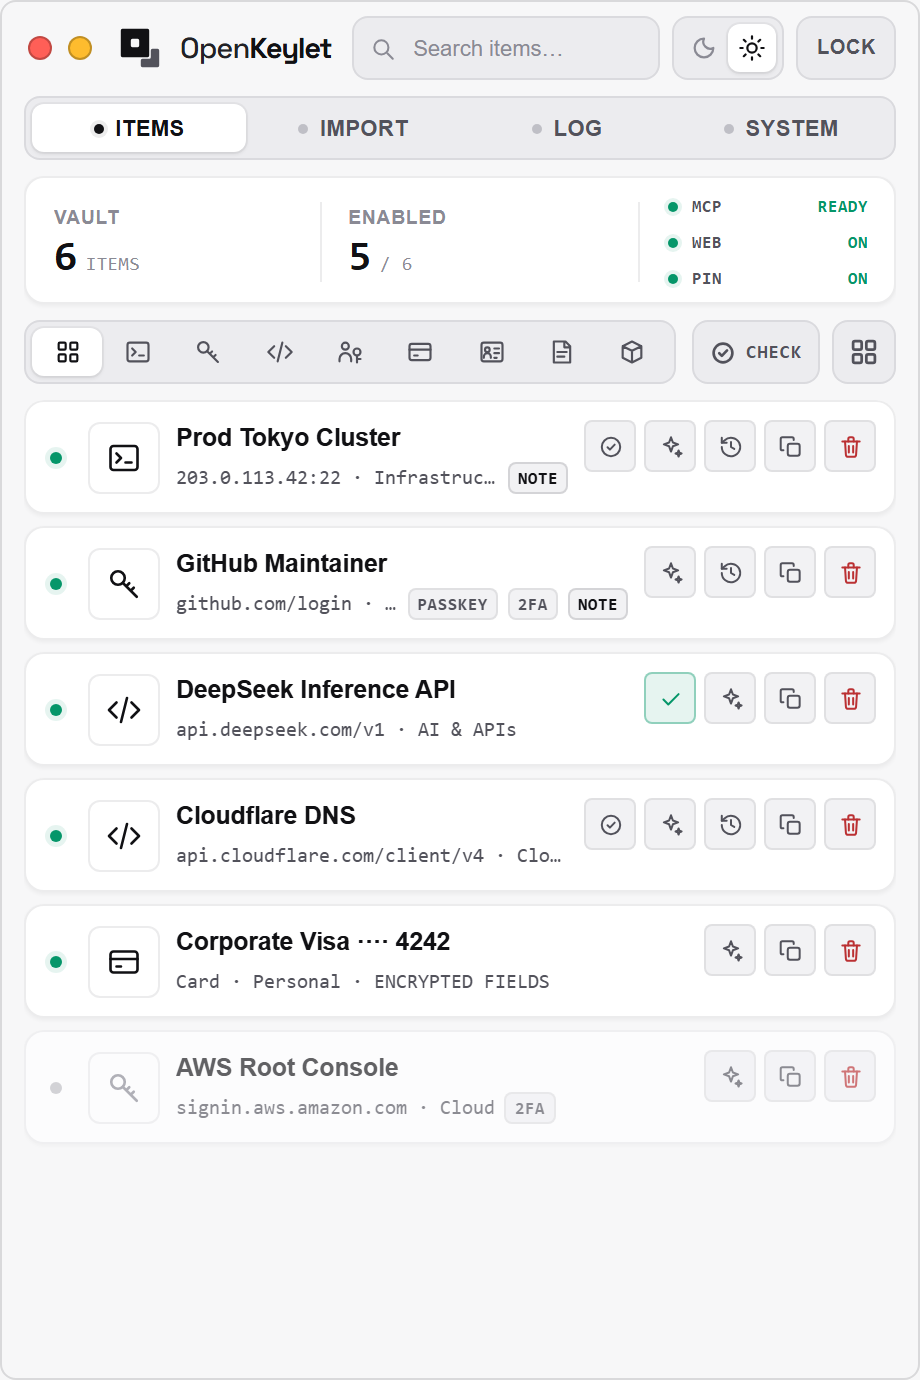 OpenKeylet
Search items...
LOCK
ITEMS
IMPORT
LOG
SYSTEM
VAULT
6 ITEMS
ENABLED
5 / 6
MCP READY
WEB ON
PIN ON
CHECK
Prod Tokyo Cluster
203.0.113.42:22 · Infrastruc… NOTE
GitHub Maintainer
github.com/login · … PASSKEY 2FA NOTE
DeepSeek Inference API
api.deepseek.com/v1 · AI & APIs
Cloudflare DNS
api.cloudflare.com/client/v4 · Clo…
Corporate Visa ···· 4242
Card · Personal · ENCRYPTED FIELDS
AWS Root Console
signin.aws.amazon.com · Cloud 2FA